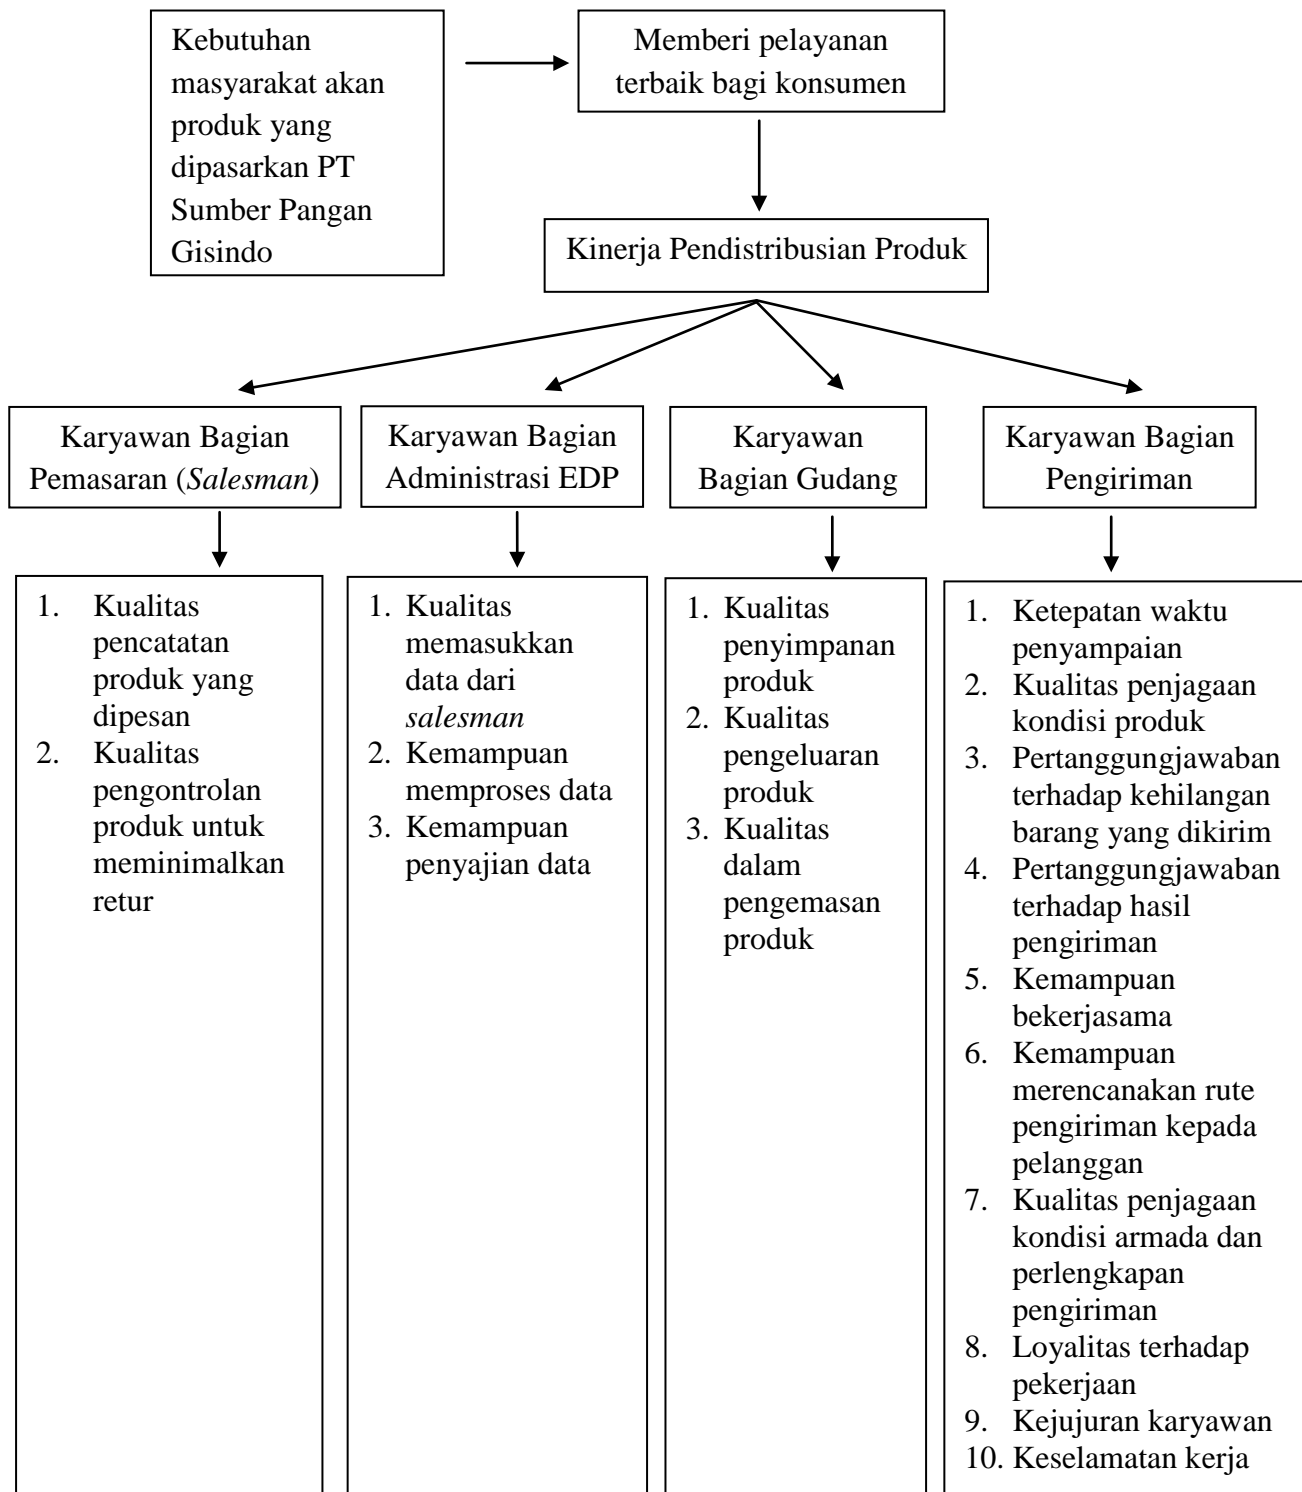 Kebutuhan
masyarakat akan
produk yang
dipasarkan PT
Sumber Pangan
Gisindo
Memberi pelayanan
terbaik bagi konsumen
Kinerja Pendistribusian Produk
Karyawan Bagian
Pemasaran (Salesman)
Karyawan Bagian
Administrasi EDP
Karyawan
Bagian Gudang
Karyawan Bagian
Pengiriman
1. Kualitas
pencatatan
produk yang
dipesan
2. Kualitas
pengontrolan
produk untuk
meminimalkan
retur
1. Kualitas
memasukkan
data dari
salesman
2. Kemampuan
memproses data
3. Kemampuan
penyajian data
1. Kualitas
penyimpanan
produk
2. Kualitas
pengeluaran
produk
3. Kualitas
dalam
pengemasan
produk
1. Ketepatan waktu
penyampaian
2. Kualitas penjagaan
kondisi produk
3. Pertanggungjawaban
terhadap kehilangan
barang yang dikirim
4. Pertanggungjawaban
terhadap hasil
pengiriman
5. Kemampuan
bekerjasama
6. Kemampuan
merencanakan rute
pengiriman kepada
pelanggan
7. Kualitas penjagaan
kondisi armada dan
perlengkapan
pengiriman
8. Loyalitas terhadap
pekerjaan
9. Kejujuran karyawan
10. Keselamatan kerja